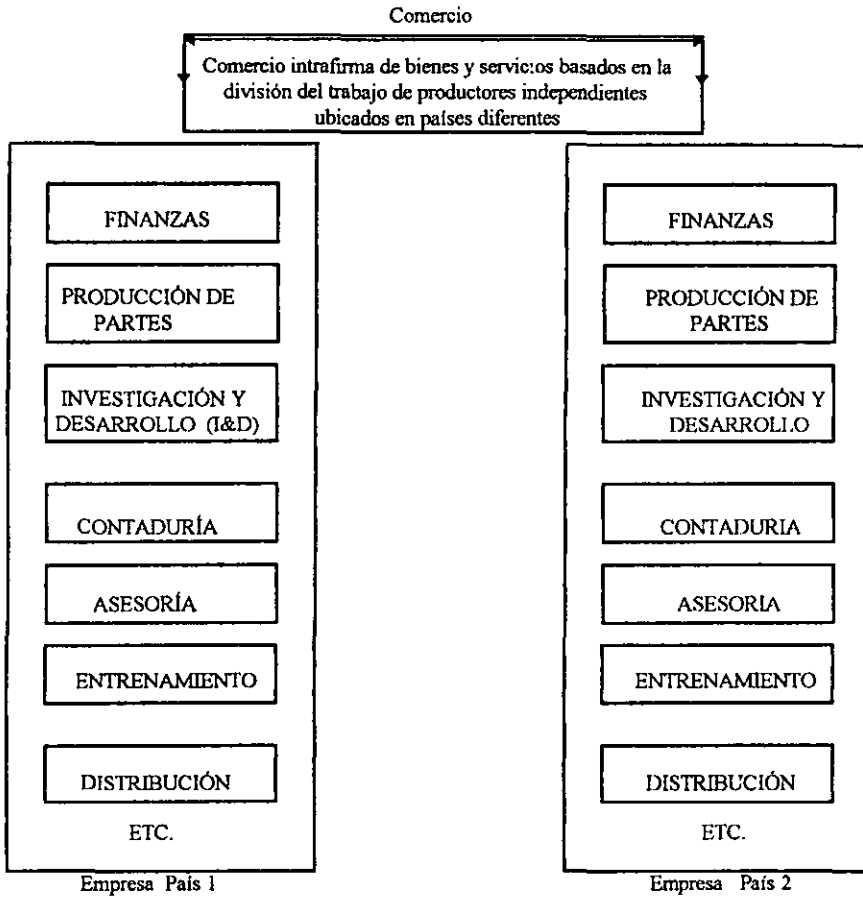 Comercio
Comercio intrafirma de bienes y servicios basados en la
división del trabajo de productores independientes
ubicados en países diferentes
FINANZAS
PRODUCCIÓN DE
PARTES
INVESTIGACIÓN Y
DESARROLLO (I&D)
CONTADURÍA
ASESORÍA
ENTRENAMIENTO
DISTRIBUCIÓN
ETC.
Empresa País 1
FINANZAS
PRODUCCIÓN DE
PARTES
INVESTIGACIÓN Y
DESARROLLO
CONTADURIA
ASESORIA
ENTRENAMIENTO
DISTRIBUCIÓN
ETC.
Empresa País 2